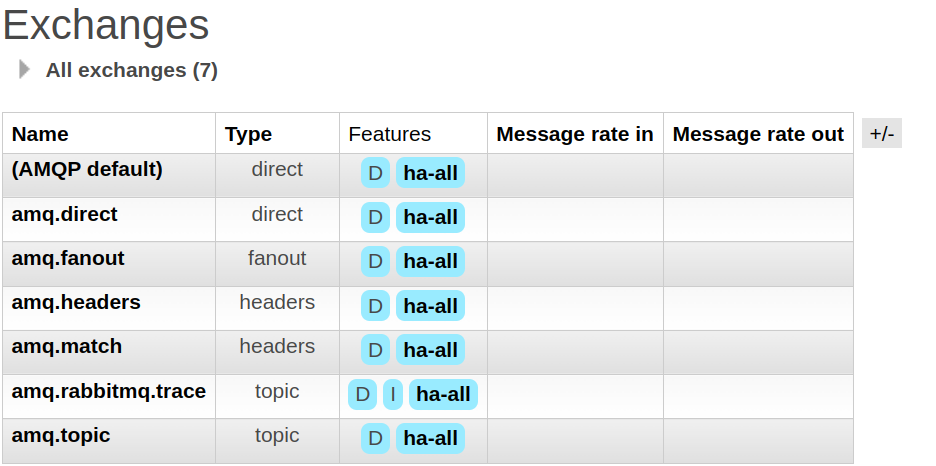 Exchanges
All exchanges (7)
Name Type Features Message rate in Message rate out +/-
(AMQP default) direct D ha-all
amq.direct direct D ha-all
amq.fanout fanout D ha-all
amq.headers headers D ha-all
amq.match headers D ha-all
amq.rabbitmq.trace topic D I ha-all
amq.topic topic D ha-all